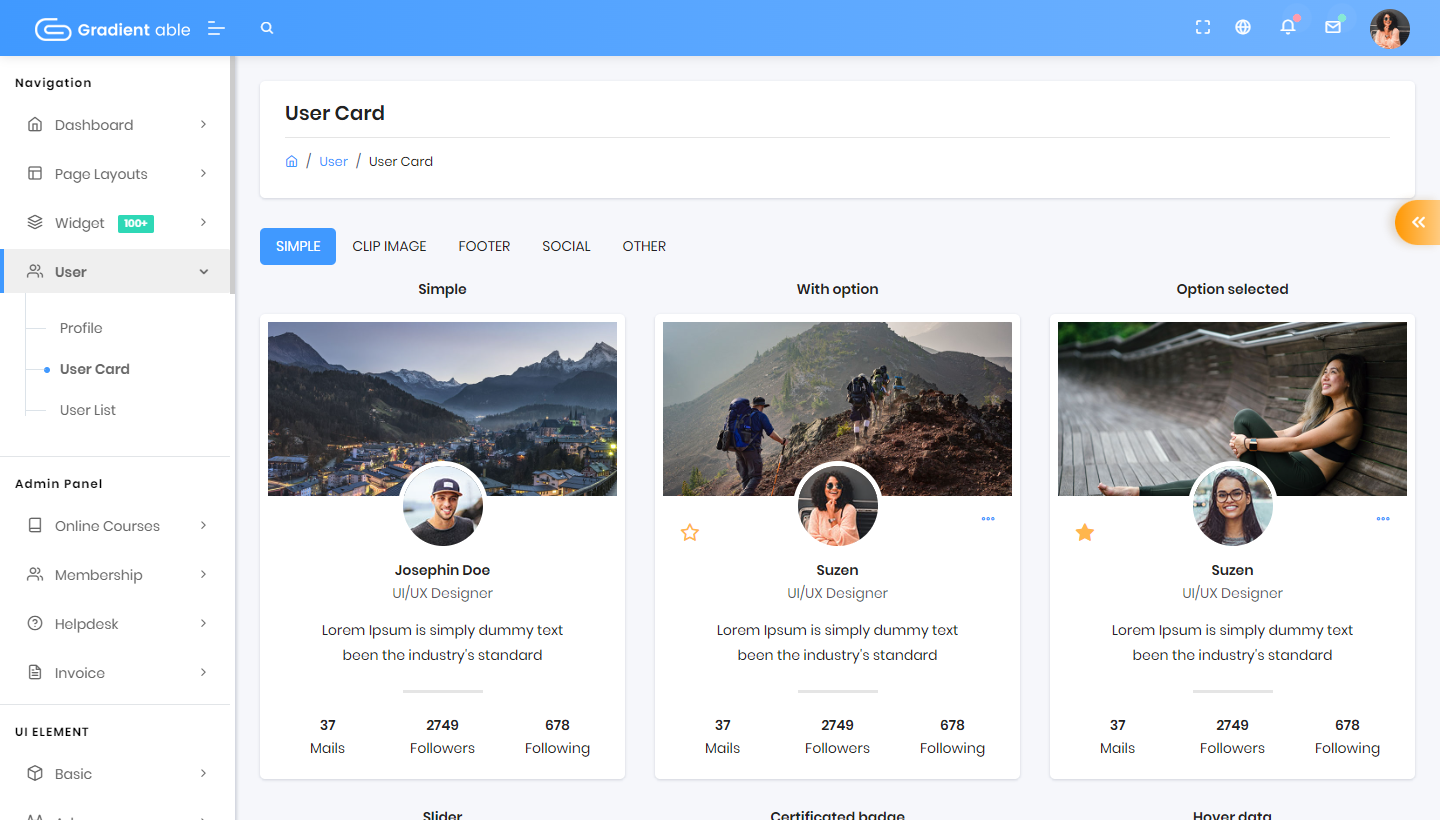 Gradient able
Navigation
Dashboard
Page Layouts
Widget 100+
User
Profile
User Card
User List
Admin Panel
Online Courses
Membership
Helpdesk
Invoice
UI ELEMENT
Basic
User Card
/ User / User Card
SIMPLE CLIP IMAGE FOOTER SOCIAL OTHER
Simple
Josephin Doe
UI/UX Designer
Lorem Ipsum is simply dummy text
been the industry's standard
37 2749 678
Mails Followers Following
With option
Suzen
UI/UX Designer
Lorem Ipsum is simply dummy text
been the industry's standard
37 2749 678
Mails Followers Following
Option selected
Suzen
UI/UX Designer
Lorem Ipsum is simply dummy text
been the industry's standard
37 2749 678
Mails Followers Following
Slider
Certificated badge
Hover data